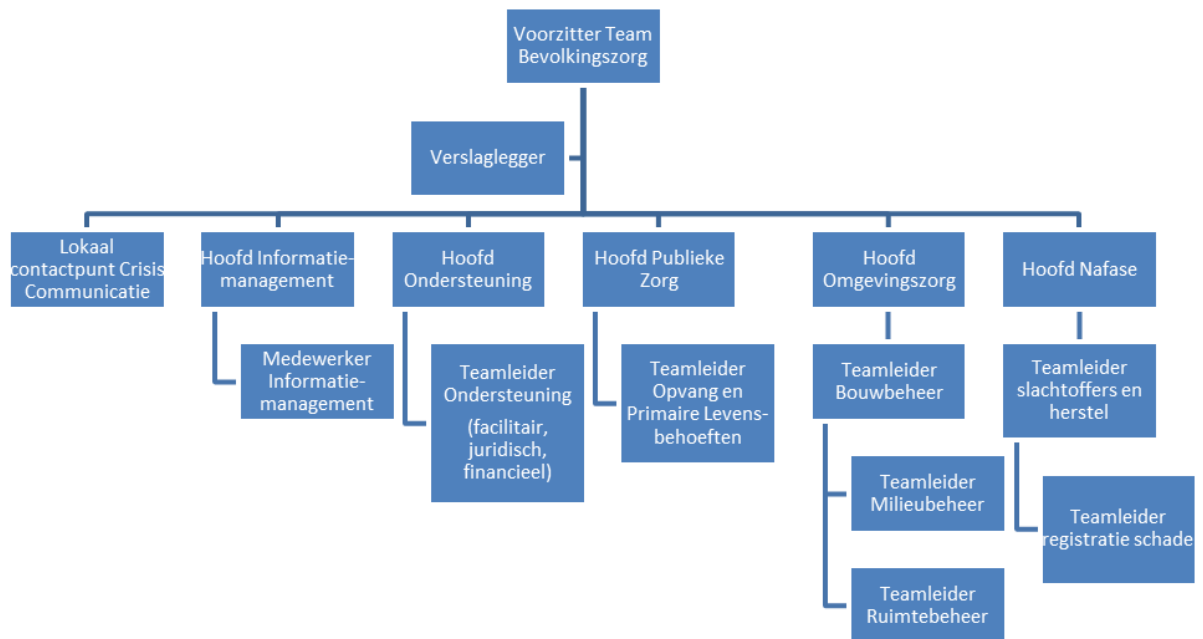 Voorzitter Team
Bevolkingszorg
Verslaglegger
Lokaal
contactpunt Crisis
Communicatie
Hoofd Informatie-
management
Hoofd
Ondersteuning
Hoofd Publieke
Zorg
Hoofd
Omgevingszorg
Hoofd Nafase
Medewerker
Informatie-
management
Teamleider
Ondersteuning
(facilitair,
juridisch,
financieel)
Teamleider
Opvang en
Primaire Levens-
behoeften
Teamleider
Bouwbeheer
Teamleider
slachtoffers en
herstel
Teamleider
Milieubeheer
Teamleider
registratie schade
Teamleider
Ruimtebeheer